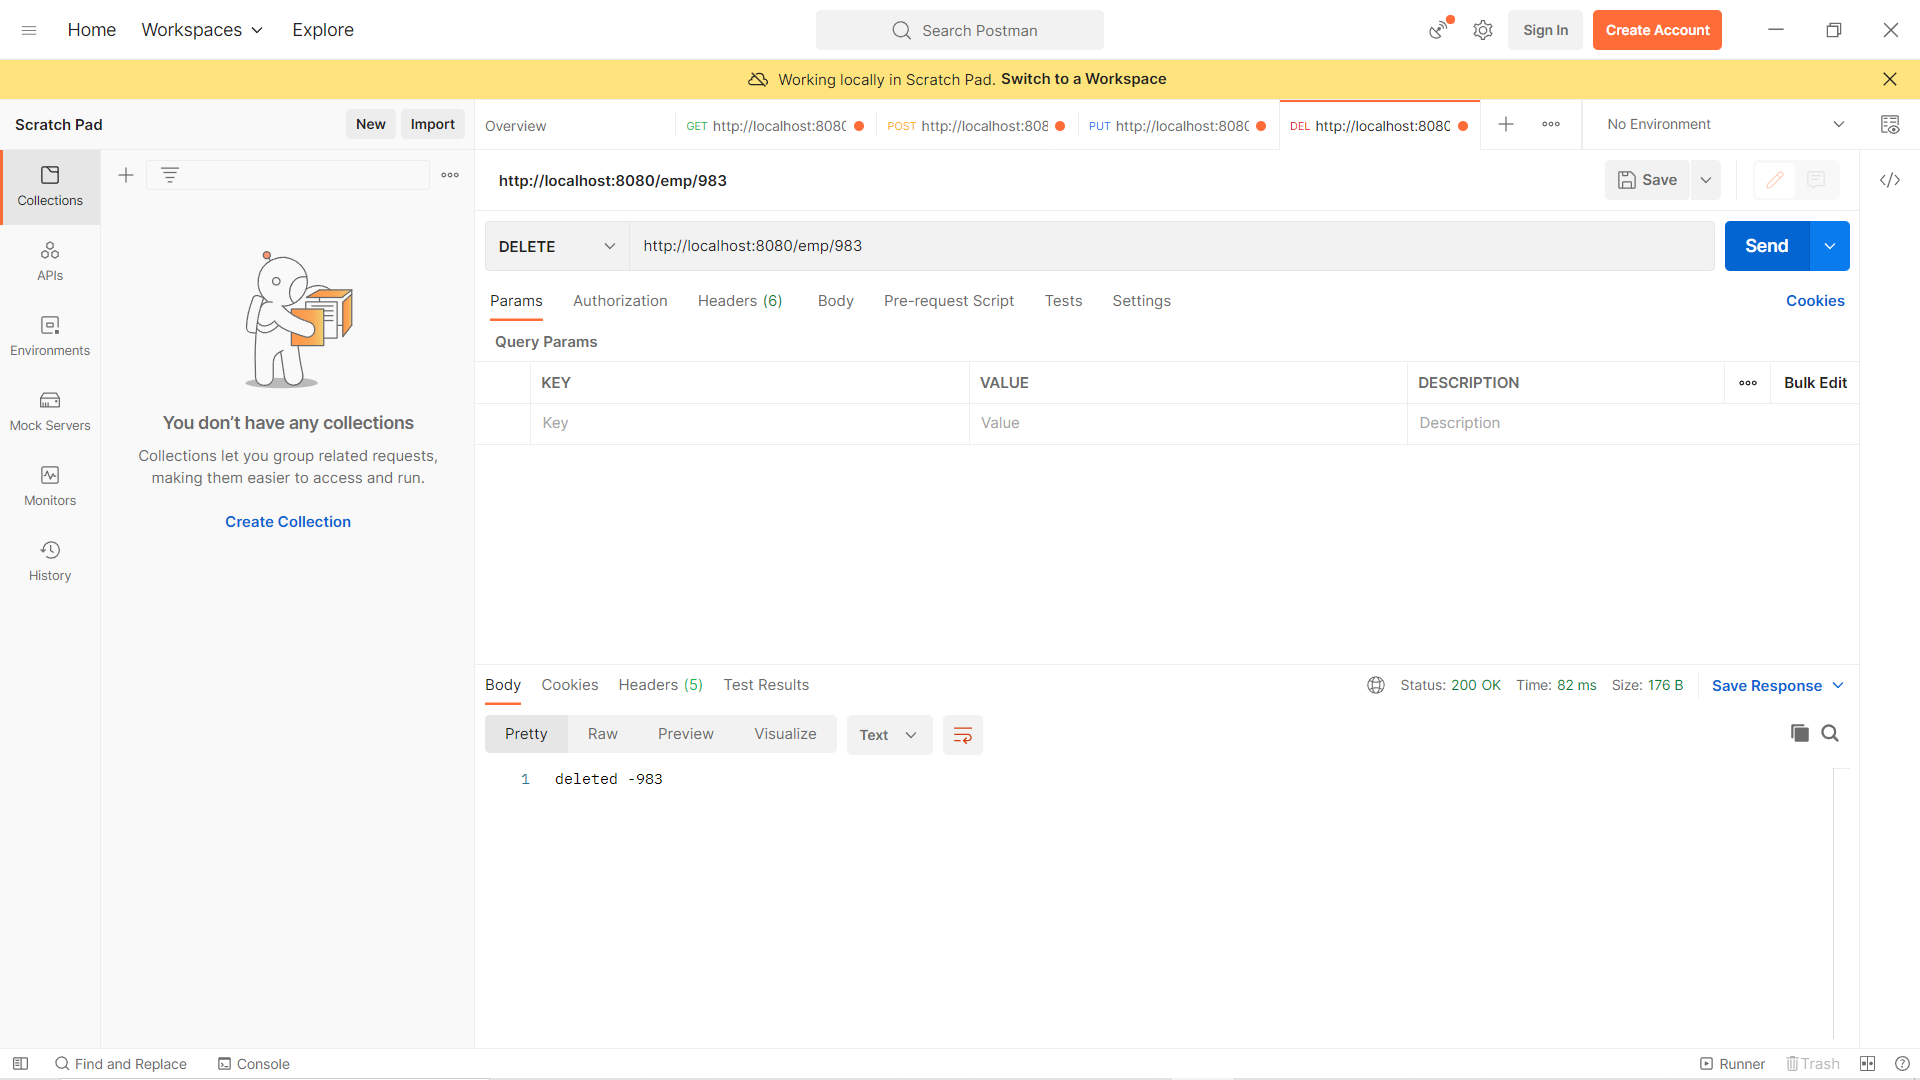 Home Workspaces Explore Search Postman Sign In Create Account
Working locally in Scratch Pad. Switch to a Workspace
Scratch Pad New Import Overview GET http://localhost:8080 POST http://localhost:808 PUT http://localhost:8080 DEL http://localhost:8080 No Environment
Collections
APIs
Environments
Mock Servers
Monitors
History
You don’t have any collections
Collections let you group related requests,
making them easier to access and run.
Create Collection
http://localhost:8080/emp/983 Save
DELETE http://localhost:8080/emp/983 Send
Params Authorization Headers (6) Body Pre-request Script Tests Settings Cookies
Query Params
KEY VALUE DESCRIPTION Bulk Edit
Key Value Description
Body Cookies Headers (5) Test Results Status: 200 OK Time: 82 ms Size: 176 B Save Response
Pretty Raw Preview Visualize Text
1 deleted -983
Find and Replace Console Runner Trash